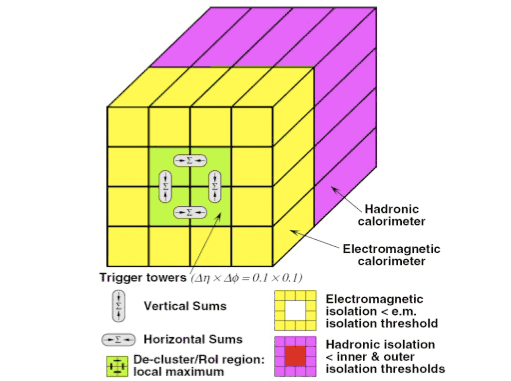 Σ
Σ
Σ
Σ
Hadronic
calorimeter
Electromagnetic
calorimeter
Trigger towers (Δη × Δφ = 0.1 × 0.1)
Σ
Vertical Sums
Σ
Horizontal Sums
De-cluster/RoI region:
local maximum
Electromagnetic
isolation < e.m.
isolation threshold
Hadronic isolation
< inner & outer
isolation thresholds